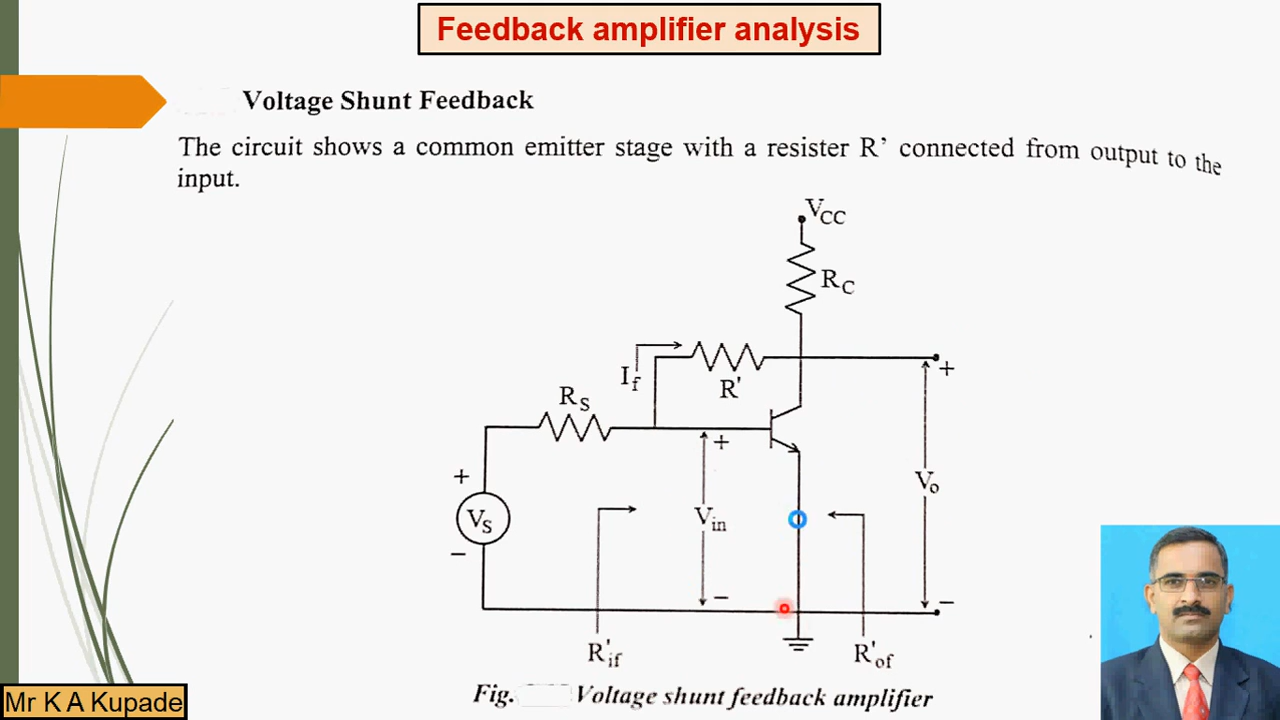 Feedback amplifier analysis
Voltage Shunt Feedback
The circuit shows a common emitter stage with a resister R' connected from output to the
input.
VCC
RC
If
R'
RS
+
+
+
VS
Vin
Vo
−
−
−
R'if
R'of
Fig. Voltage shunt feedback amplifier
Mr K A Kupade